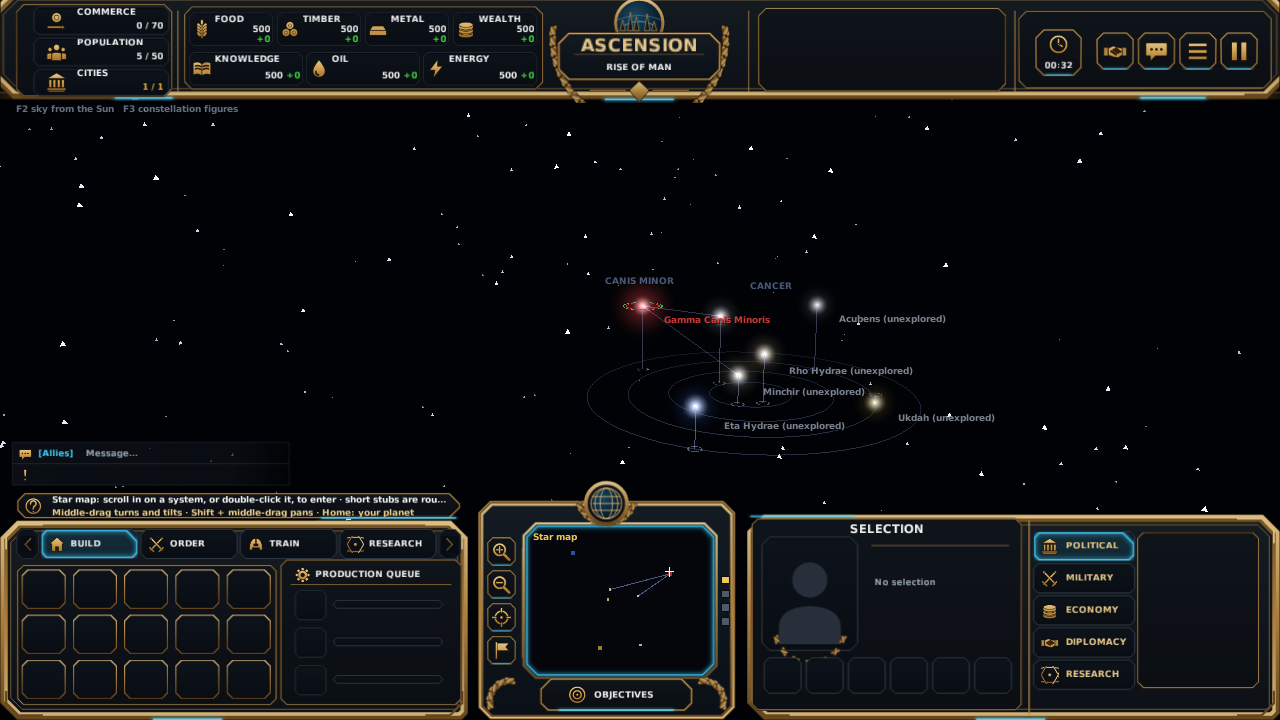 COMMERCE
0 / 70
POPULATION
5 / 50
CITIES
1 / 1
FOOD
500
+0
TIMBER
500
+0
METAL
500
+0
WEALTH
500
+0
KNOWLEDGE
500 +0
OIL
500 +0
ENERGY
500 +0
ASCENSION
RISE OF MAN
00:32
F2 sky from the Sun   F3 constellation figures
CANIS MINOR
CANCER
Gamma Canis Minoris
Acubens (unexplored)
Rho Hydrae (unexplored)
Minchir (unexplored)
Ukdah (unexplored)
Eta Hydrae (unexplored)
[Allies]   Message...
!
Star map: scroll in on a system, or double-click it, to enter · short stubs are rou...
Middle-drag turns and tilts · Shift + middle-drag pans · Home: your planet
BUILD
ORDER
TRAIN
RESEARCH
PRODUCTION QUEUE
Star map
OBJECTIVES
SELECTION
No selection
POLITICAL
MILITARY
ECONOMY
DIPLOMACY
RESEARCH